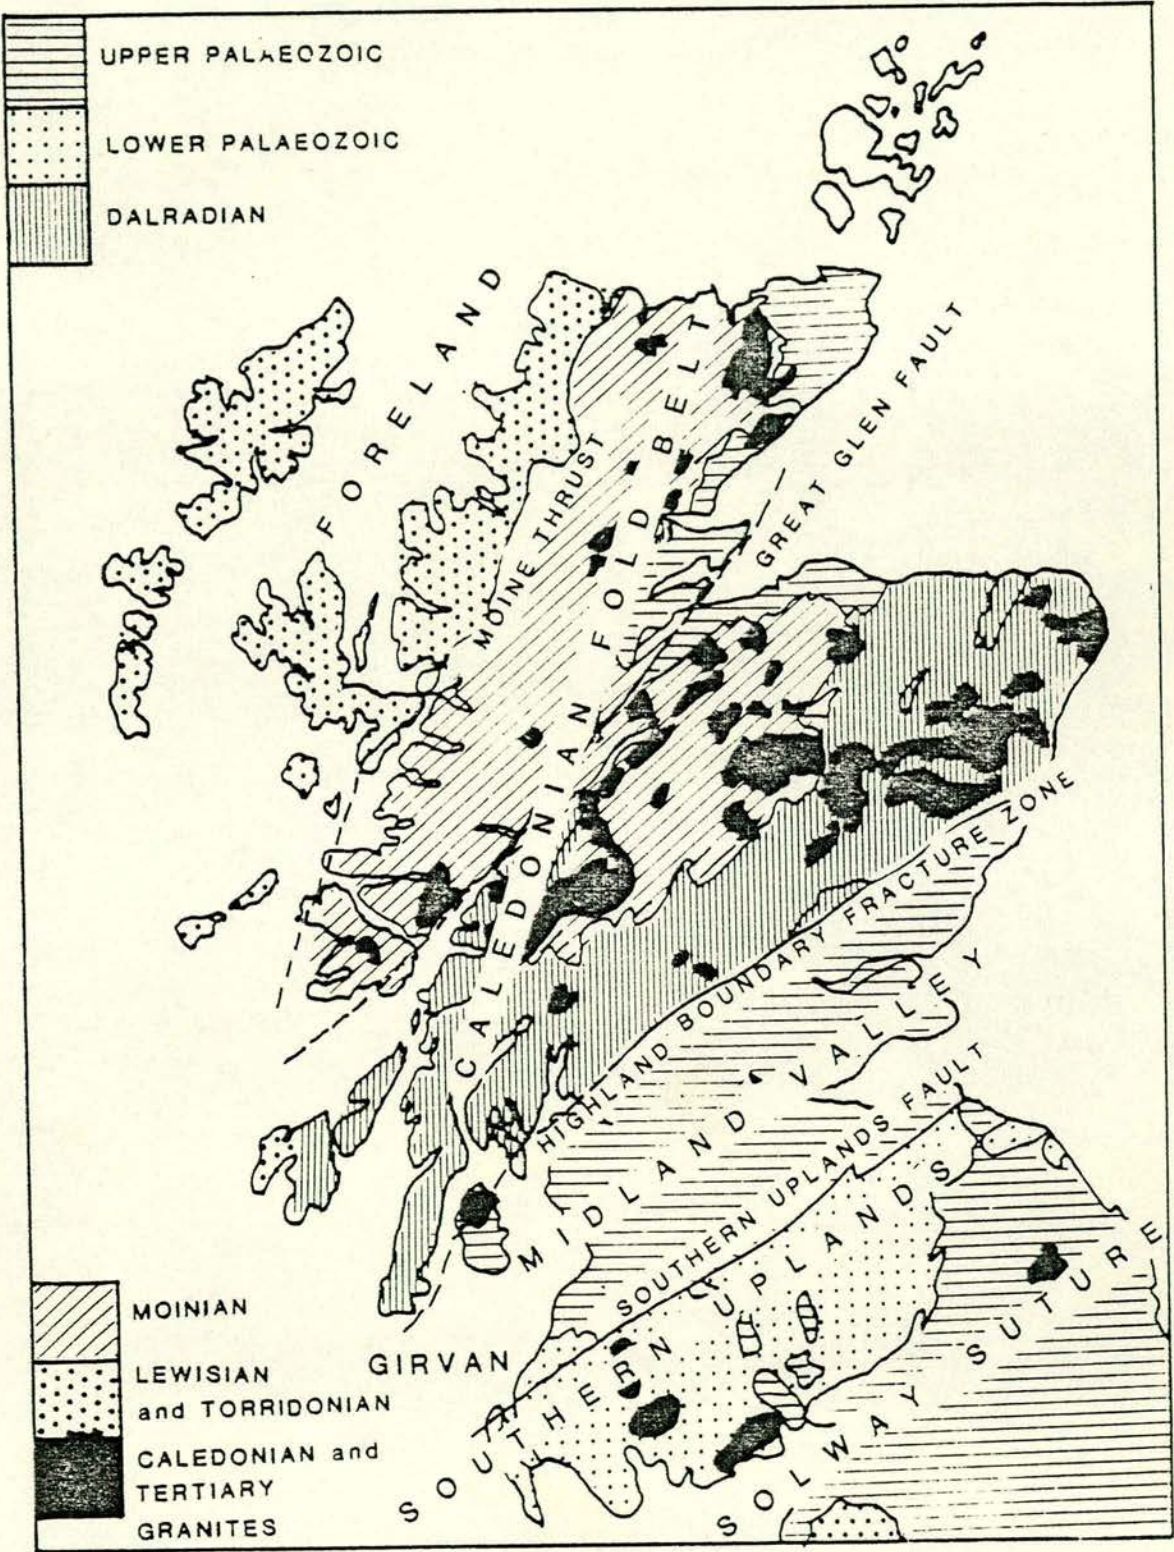 UPPER PALAEOZOIC
LOWER PALAEOZOIC
DALRADIAN
FORELAND
MOINE THRUST
CALEDONIAN FOLD BELT
GREAT GLEN FAULT
HIGHLAND BOUNDARY FRACTURE ZONE
MIDLAND VALLEY
SOUTHERN UPLANDS FAULT
SOUTHERN UPLANDS
SOLWAY SUTURE
GIRVAN
MOINIAN
LEWISIAN
and TORRIDONIAN
CALEDONIAN and
TERTIARY
GRANITES